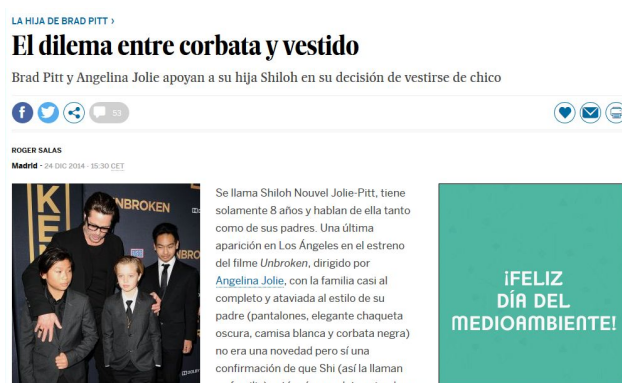 LA HIJA DE BRAD PITT ›
El dilema entre corbata y vestido
Brad Pitt y Angelina Jolie apoyan a su hija Shiloh en su decisión de vestirse de chico
53
ROGER SALAS
Madrid - 24 DIC 2014 - 15:30 CET
KE
UNBROKEN
NBRO
Se llama Shiloh Nouvel Jolie-Pitt, tiene
solamente 8 años y hablan de ella tanto
como de sus padres. Una última
aparición en Los Ángeles en el estreno
del filme Unbroken, dirigido por
Angelina Jolie, con la familia casi al
completo y ataviada al estilo de su
padre (pantalones, elegante chaqueta
oscura, camisa blanca y corbata negra)
no era una novedad pero sí una
confirmación de que Shi (así la llaman
¡FELIZ
DÍA DEL
MEDIOAMBIENTE!